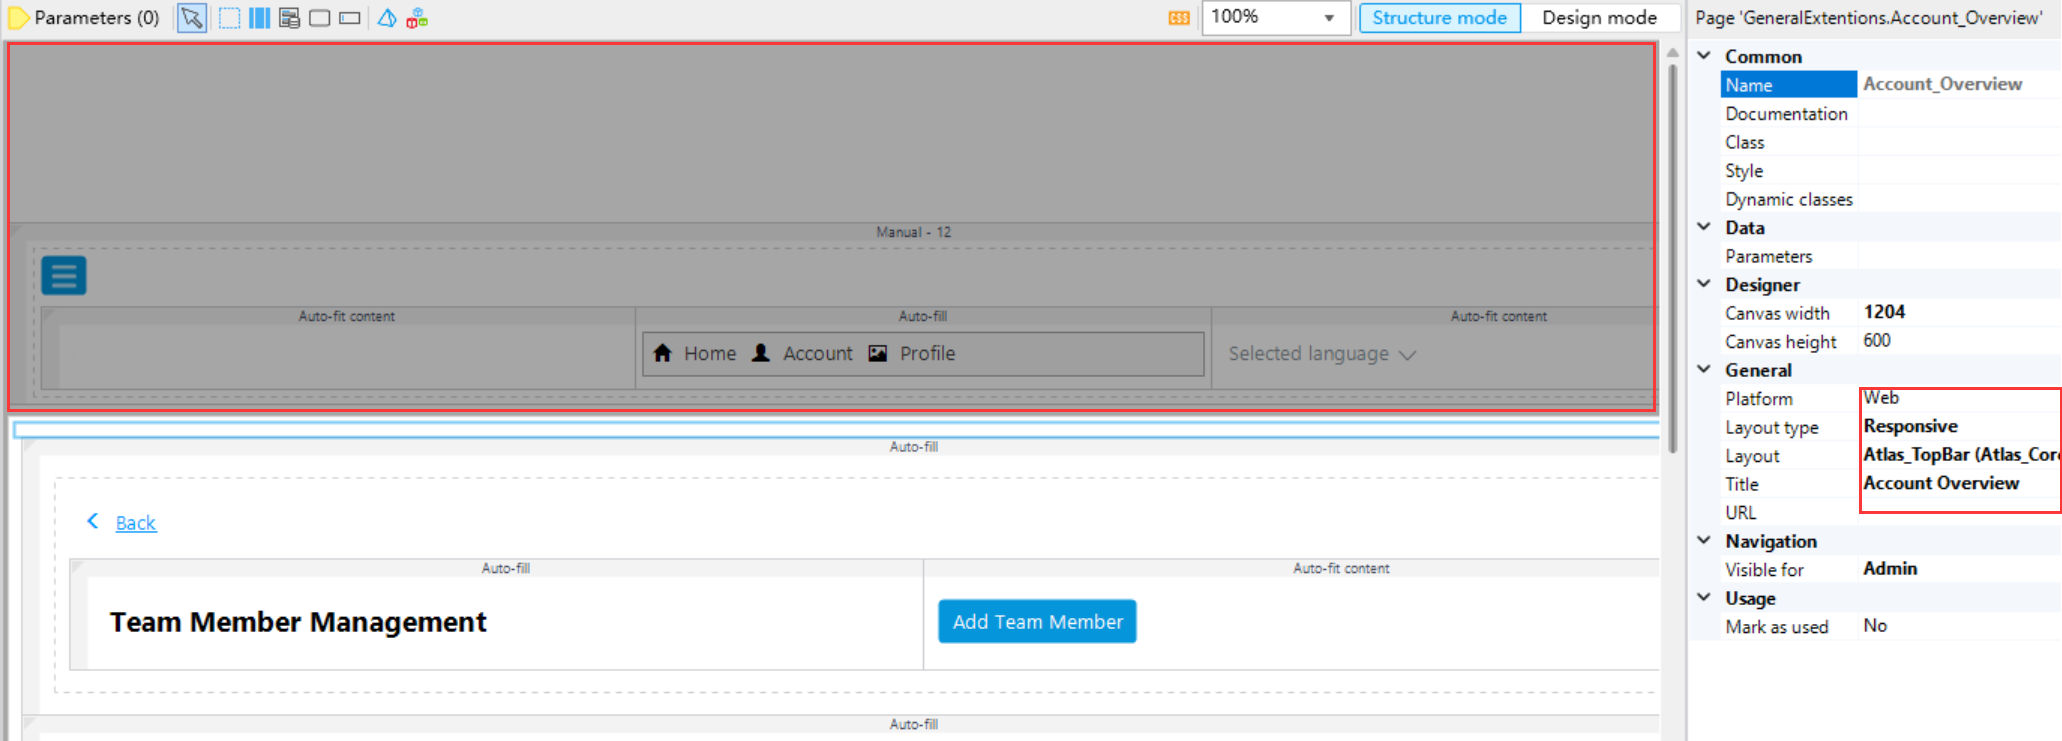 Parameters (0)
CSS
100%
Structure mode
Design mode
Manual - 12
Auto-fit content
Auto-fill
Auto-fit content
Home
Account
Profile
Selected language
Auto-fill
Back
Auto-fill
Auto-fit content
Team Member Management
Add Team Member
Auto-fill
Page 'GeneralExtentions.Account_Overview'
Common
Name Account_Overview
Documentation
Class
Style
Dynamic classes
Data
Parameters
Designer
Canvas width 1204
Canvas height 600
General
Platform Web
Layout type Responsive
Layout Atlas_TopBar (Atlas_Cor
Title Account Overview
URL
Navigation
Visible for Admin
Usage
Mark as used No